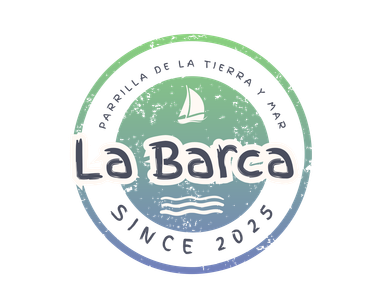 PARRILLA DE LA TIERRA Y MAR
La Barca
SINCE 2025